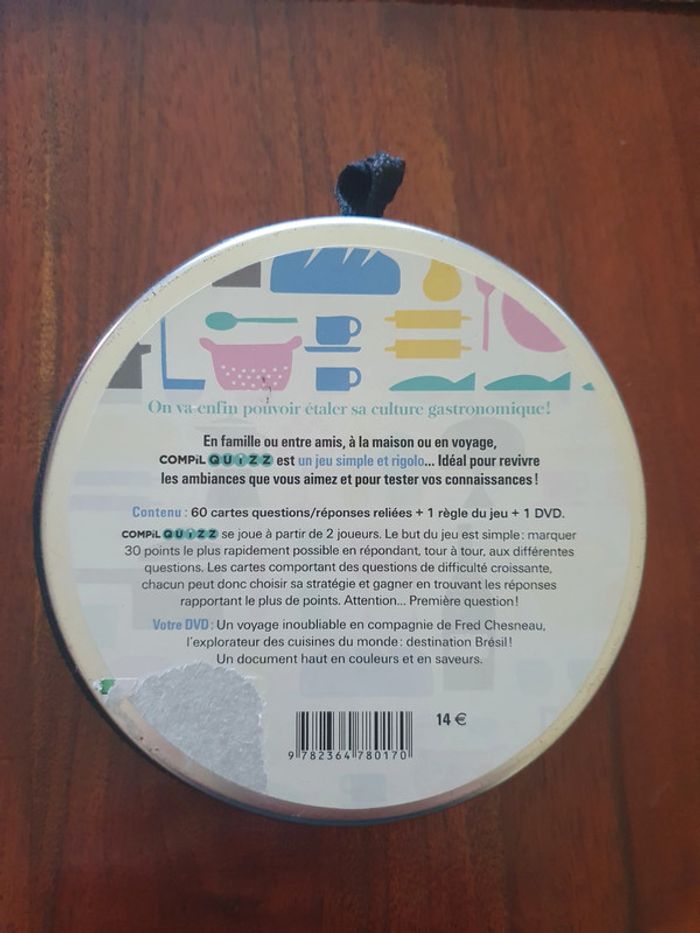 On va enfin pouvoir étaler sa culture gastronomique!
En famille ou entre amis, à la maison ou en voyage,
COMPiL QUiZZ est un jeu simple et rigolo... Idéal pour revivre
les ambiances que vous aimez et pour tester vos connaissances!
Contenu : 60 cartes questions/réponses reliées + 1 règle du jeu + 1 DVD.
COMPiL QUiZZ se joue à partir de 2 joueurs. Le but du jeu est simple : marquer
30 points le plus rapidement possible en répondant, tour à tour, aux différentes
questions. Les cartes comportant des questions de difficulté croissante,
chacun peut donc choisir sa stratégie et gagner en trouvant les réponses
rapportant le plus de points. Attention... Première question!
Votre DVD : Un voyage inoubliable en compagnie de Fred Chesneau,
l'explorateur des cuisines du monde : destination Brésil!
Un document haut en couleurs et en saveurs.
14 €
9 782364 780170